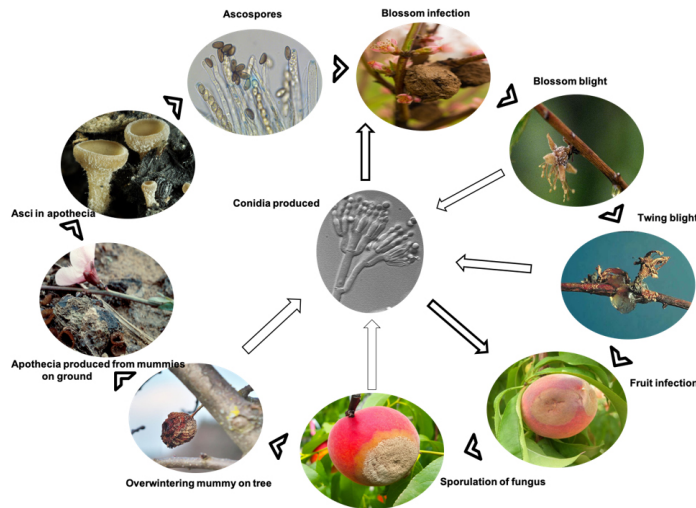 Ascospores
Blossom infection
Blossom blight
Asci in apothecia
Conidia produced
Twing blight
Apothecia produced from mummies
on ground
Fruit infection
Overwintering mummy on tree
Sporulation of fungus